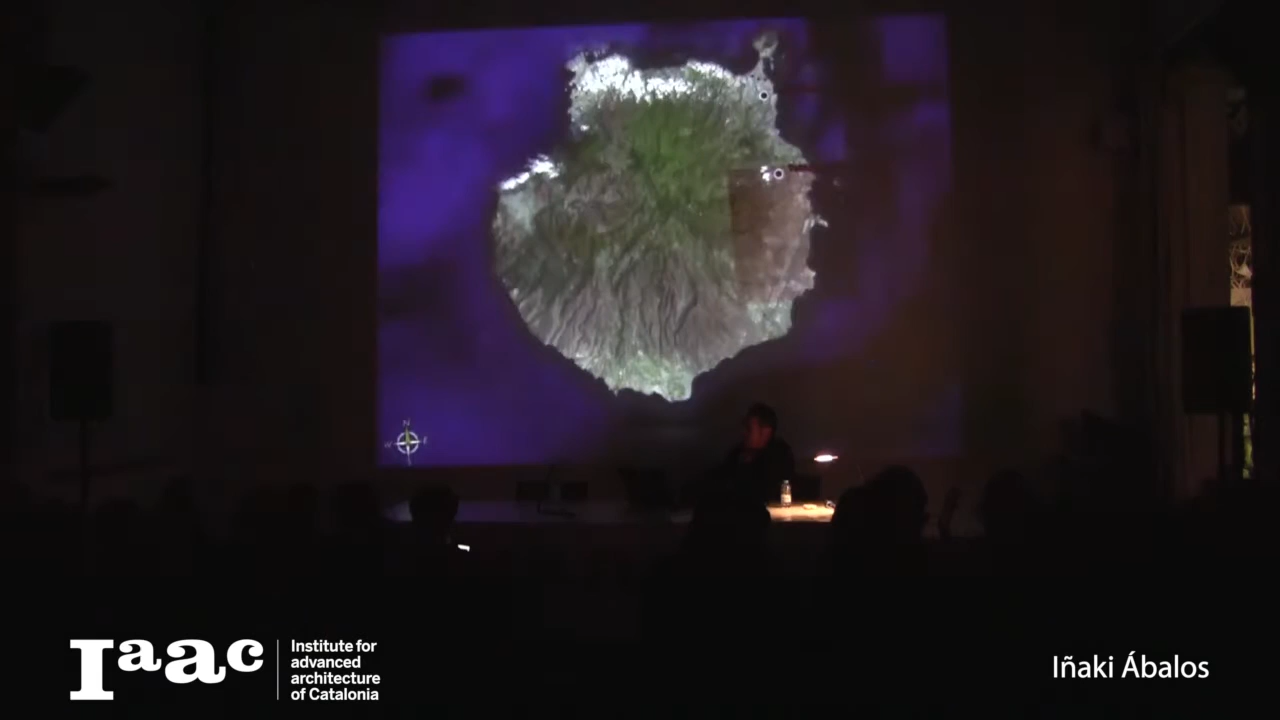 N
Iaac
Institute for
advanced
architecture
of Catalonia
Iñaki Ábalos